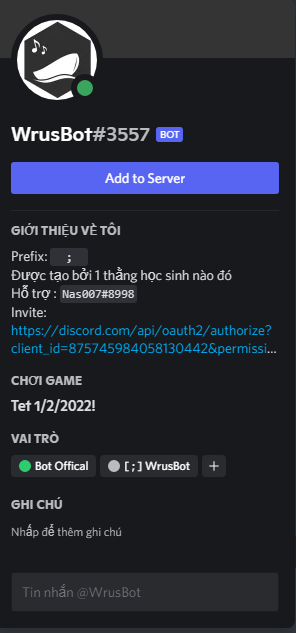 WrusBot#3557 BOT
Add to Server
GIỚI THIỆU VỀ TÔI
Prefix: ;
Được tạo bởi 1 thằng học sinh nào đó
Hỗ trợ : Nas007#8998
Invite:
https://discord.com/api/oauth2/authorize?
client_id=875745984058130442&permissi...
CHƠI GAME
Tet 1/2/2022!
VAI TRÒ
Bot Offical [;] WrusBot +
GHI CHÚ
Nhấp để thêm ghi chú
Tin nhắn @WrusBot